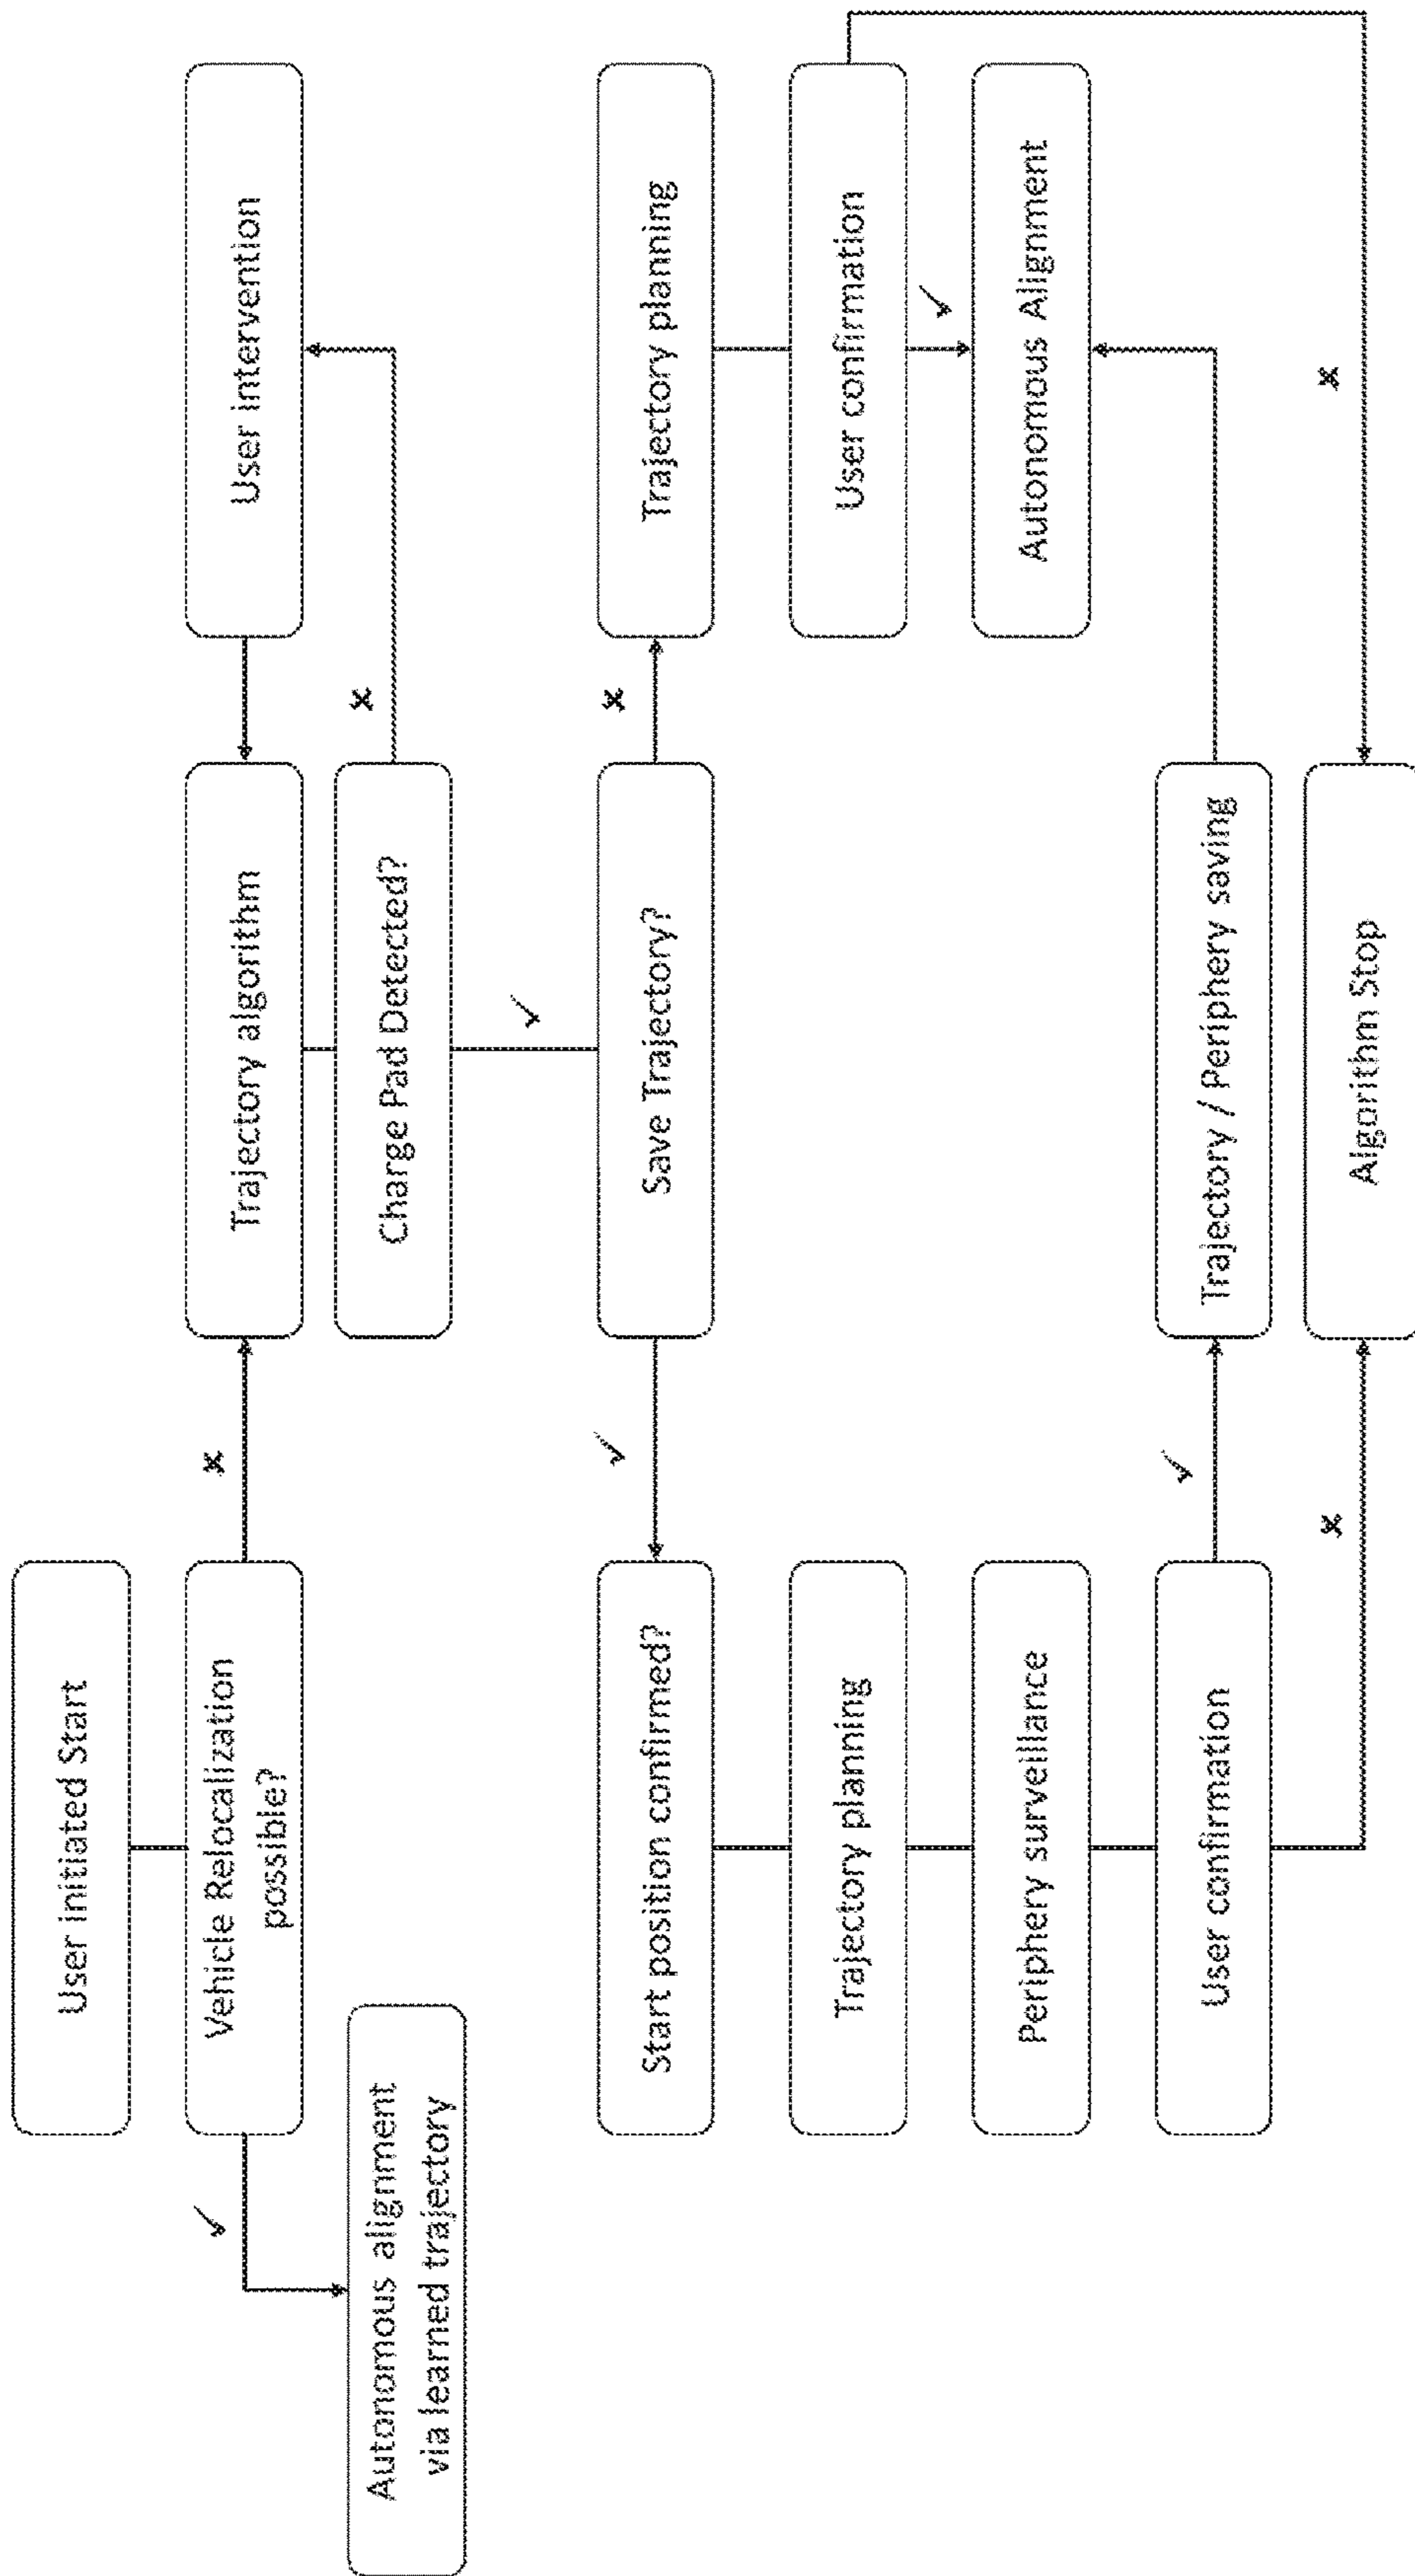 User initiated Start
Vehicle Relocalization
possible?
Autonomous alignment
via learned trajectory
✓
x
Trajectory algorithm
User intervention
Charge Pad Detected?
x
✓
Save Trajectory?
✓
x
Start position confirmed?
Trajectory planning
Trajectory planning
User confirmation
✓
Periphery surveillance
Autonomous Alignment
User confirmation
✓
Trajectory / Periphery saving
x
x
Algorithm Stop